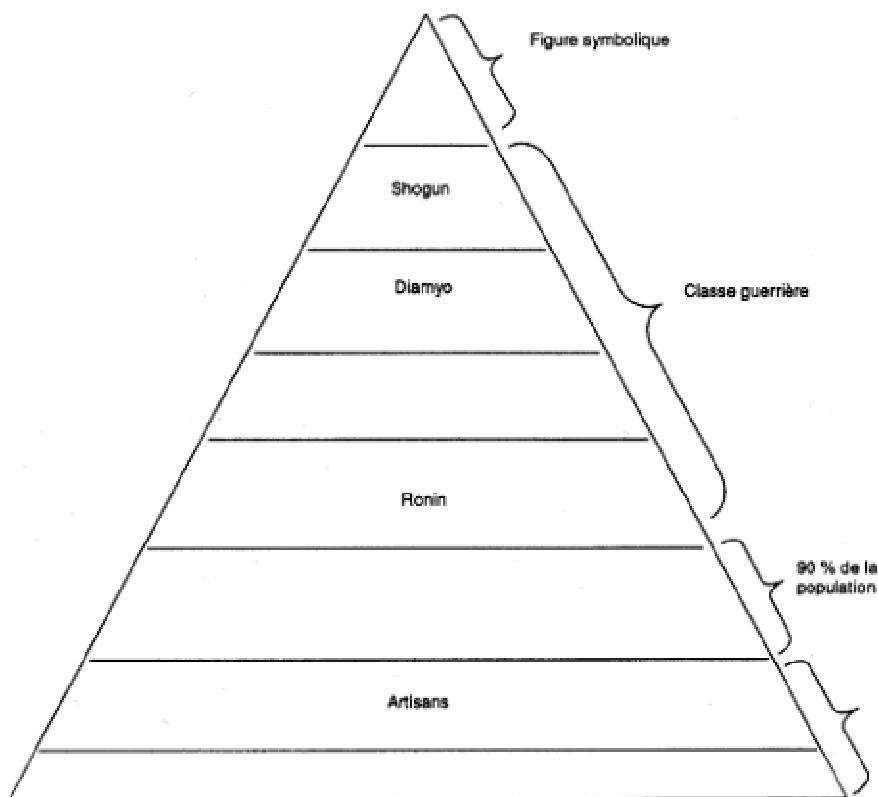 Figure symbolique
Shogun
Diamyo
Classe guerrière
Ronin
90 % de la
population
Artisans